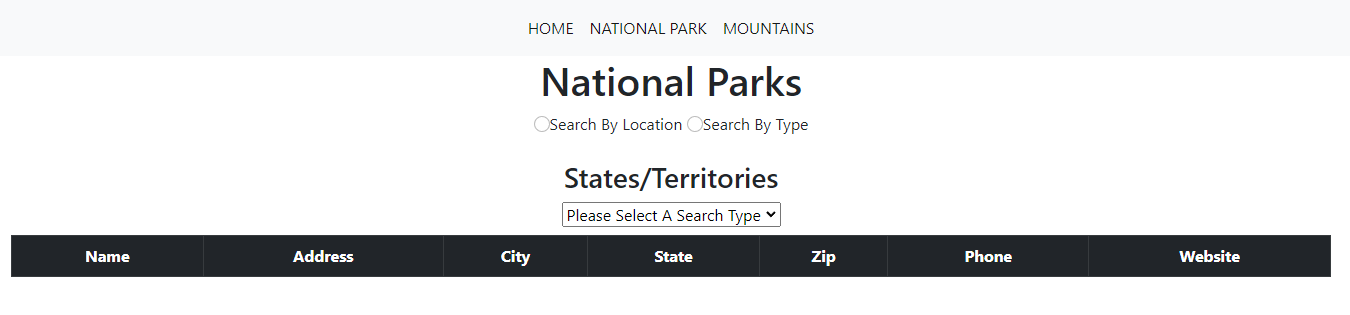 HOME NATIONAL PARK MOUNTAINS
National Parks
Search By Location Search By Type
States/Territories
Please Select A Search Type
Name Address City State Zip Phone Website